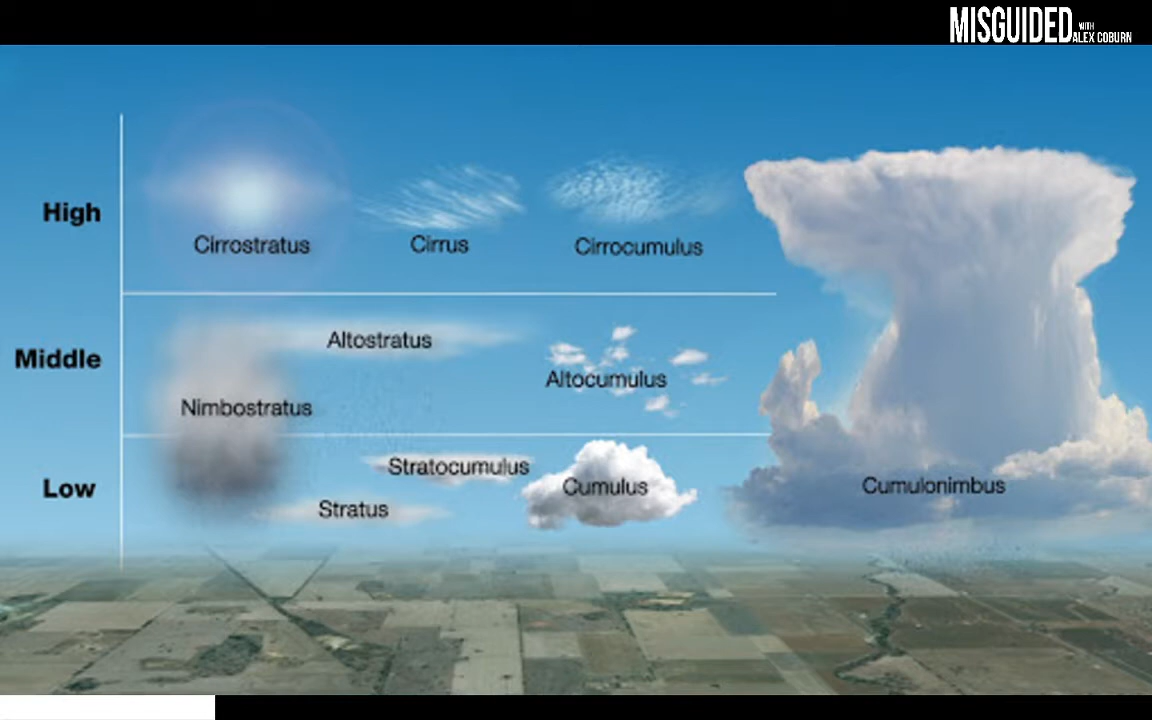 MISGUIDED WITH ALEX COBURN
High
Cirrostratus
Cirrus
Cirrocumulus
Middle
Altostratus
Altocumulus
Nimbostratus
Low
Stratocumulus
Cumulus
Cumulonimbus
Stratus